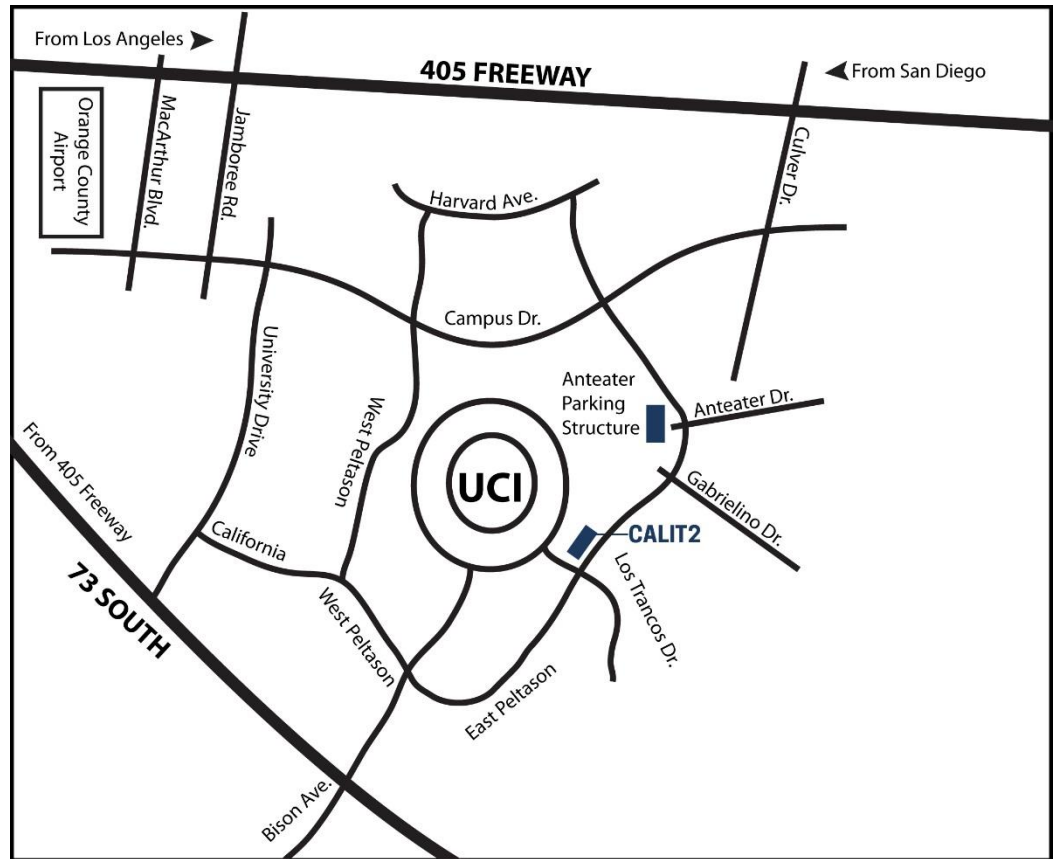 From Los Angeles
405 FREEWAY
From San Diego
Orange County
Airport
MacArthur Blvd.
Jamboree Rd.
Culver Dr.
Harvard Ave.
Campus Dr.
University Drive
West Peltason
Anteater
Parking
Structure
Anteater Dr.
From 405 Freeway
UCI
Gabrielino Dr.
California
CALIT2
73 SOUTH
West Peltason
Los Trancos Dr.
East Peltason
Bison Ave.